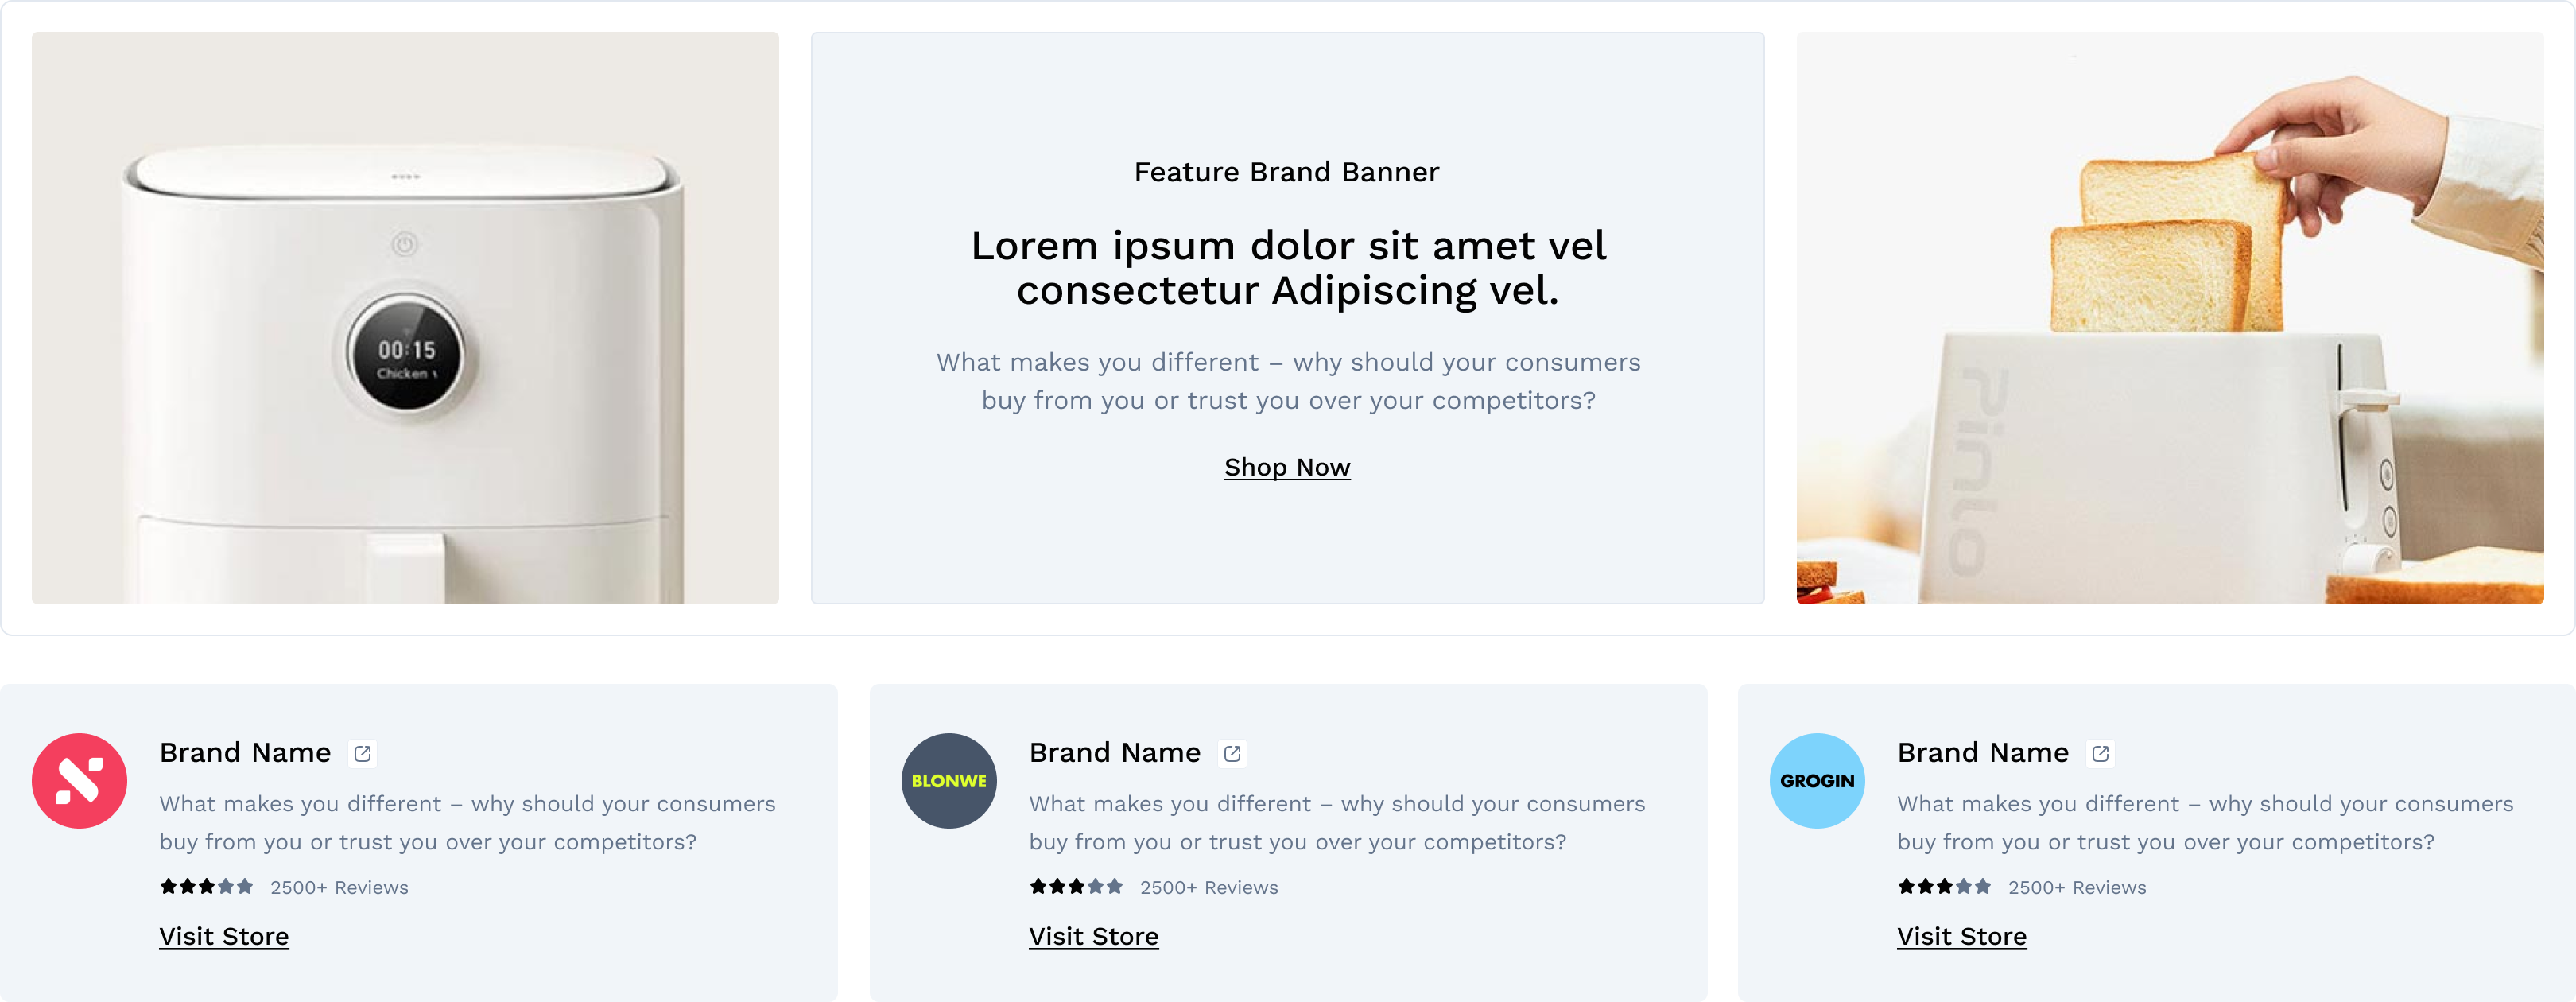 00:15
Chicken
Feature Brand Banner
Lorem ipsum dolor sit amet vel
consectetur Adipiscing vel.
What makes you different – why should your consumers
buy from you or trust you over your competitors?
Shop Now
Pinlo
Brand Name
What makes you different – why should your consumers
buy from you or trust you over your competitors?
2500+ Reviews
Visit Store
BLONWE
Brand Name
What makes you different – why should your consumers
buy from you or trust you over your competitors?
2500+ Reviews
Visit Store
GROGIN
Brand Name
What makes you different – why should your consumers
buy from you or trust you over your competitors?
2500+ Reviews
Visit Store